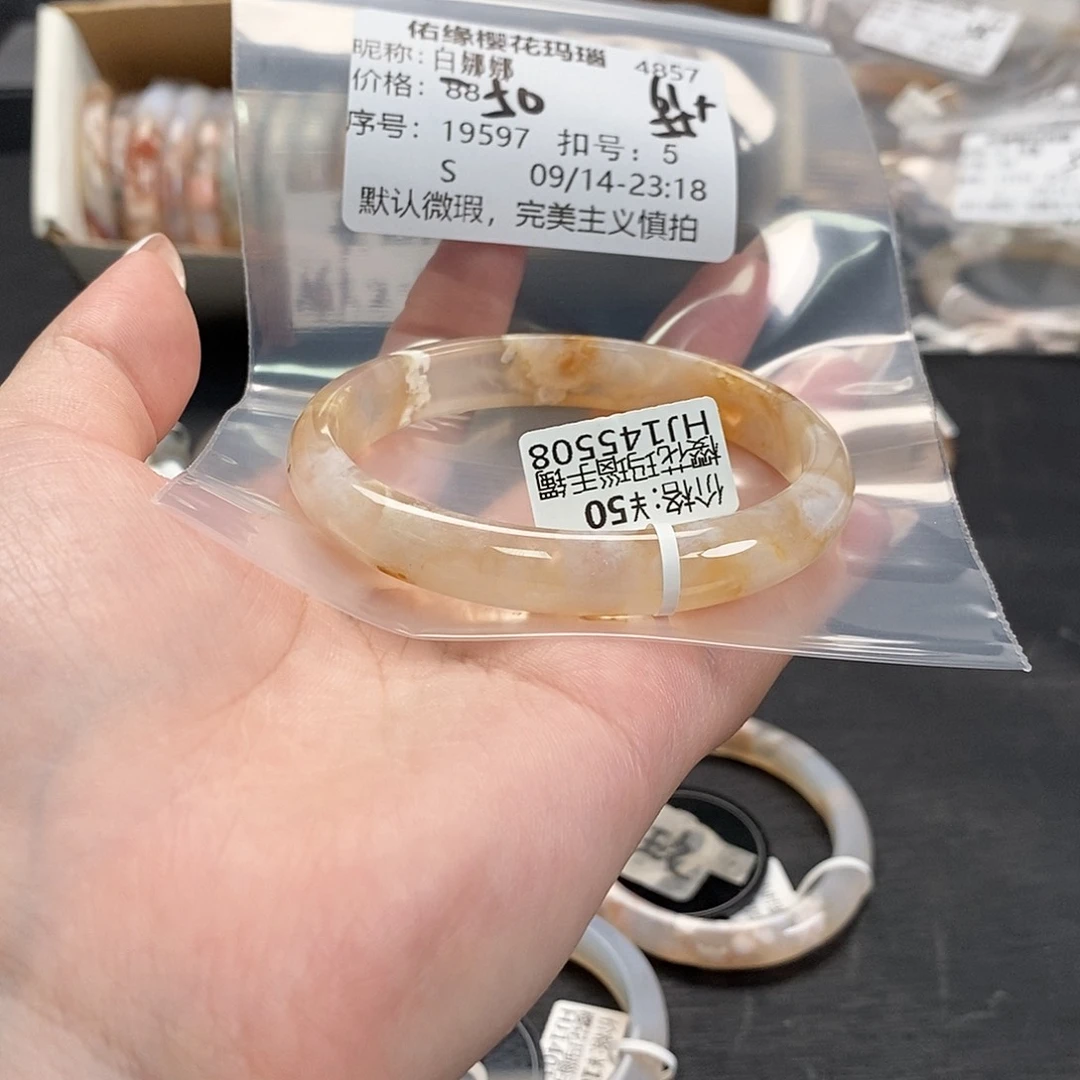 佑缘樱花玛瑙 4857
昵称：白娜娜
价格：88 50
序号：19597 扣号：5
S 09/14-23:18
默认微瑕，完美主义慎拍
HJ145508
樱花玛瑙手镯
价格:¥50